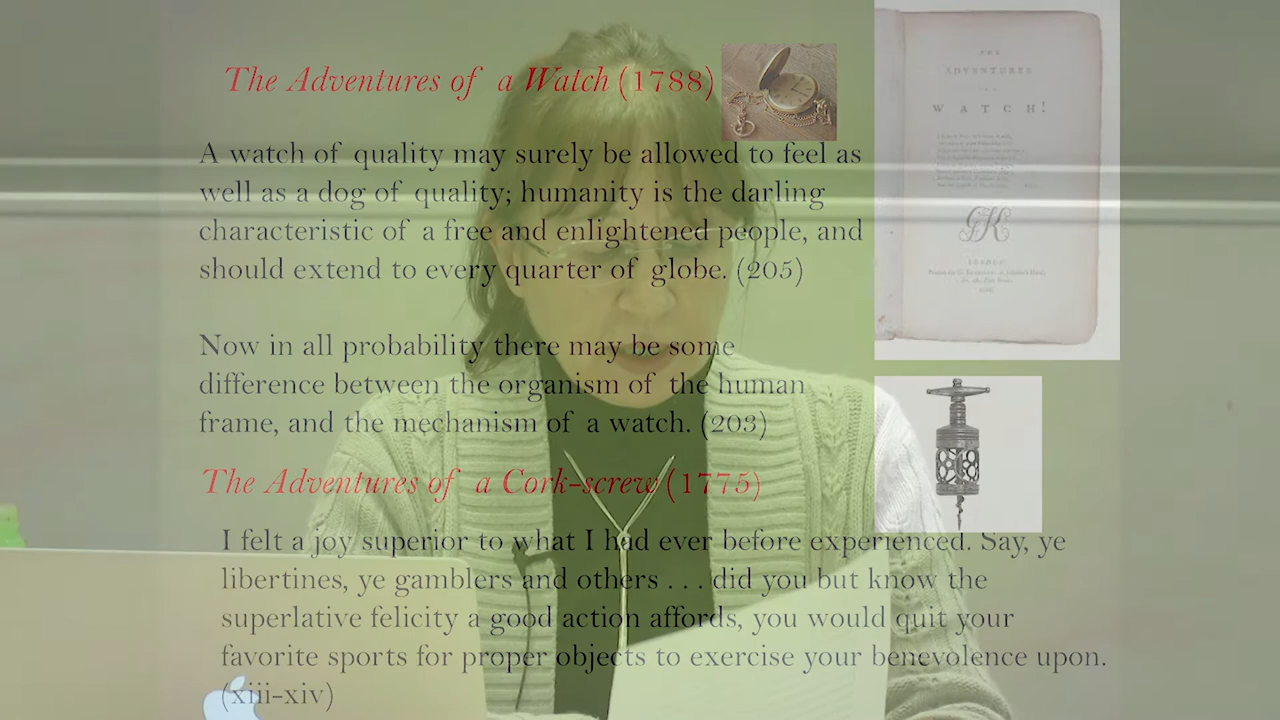 The Adventures of a Watch (1788)
A watch of quality may surely be allowed to feel as
well as a dog of quality; humanity is the darling
characteristic of a free and enlightened people, and
should extend to every quarter of globe. (205)
Now in all probability there may be some
difference between the organism of the human
frame, and the mechanism of a watch. (203)
The Adventures of a Cork-screw (1775)
I felt a joy superior to what I had ever before experienced. Say, ye
libertines, ye gamblers and others . . . did you but know the
superlative felicity a good action affords, you would quit your
favorite sports for proper objects to exercise your benevolence upon.
(xiii-xiv)
THE
ADVENTURES
WATCH!
GK
LONDON